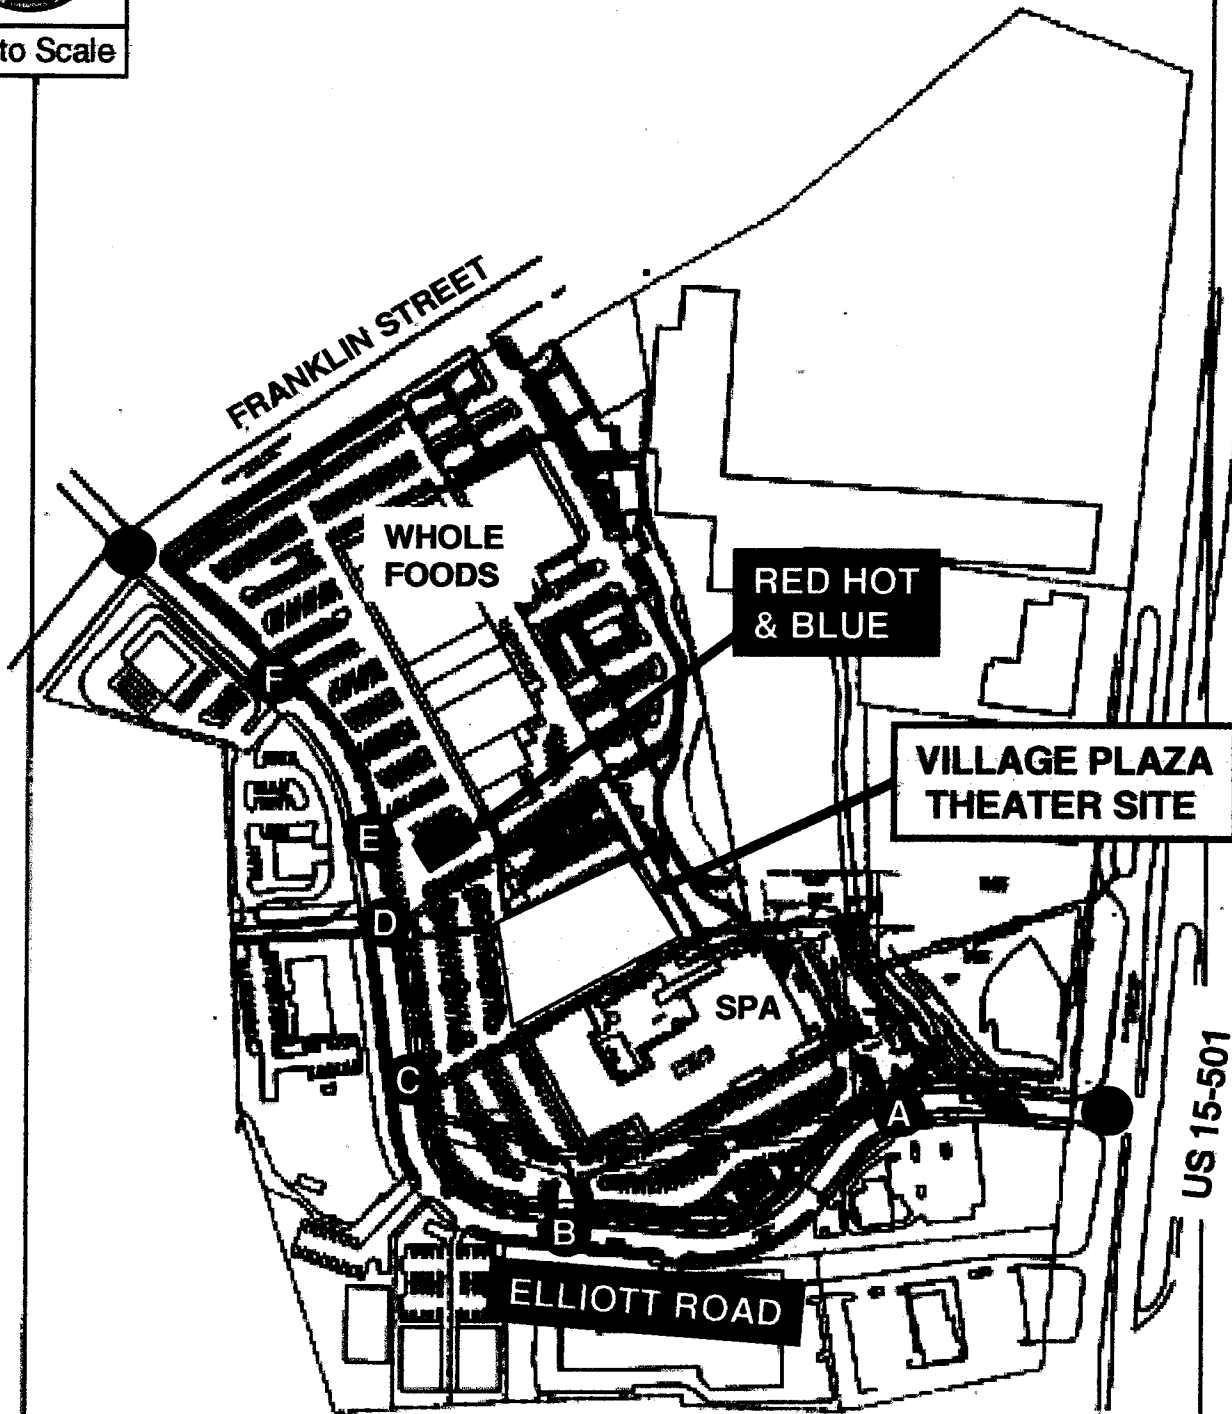 to Scale
FRANKLIN STREET
WHOLE
FOODS
RED HOT
& BLUE
F
VILLAGE PLAZA
THEATER SITE
E
D
SPA
C
A
US 15-501
B
ELLIOTT ROAD